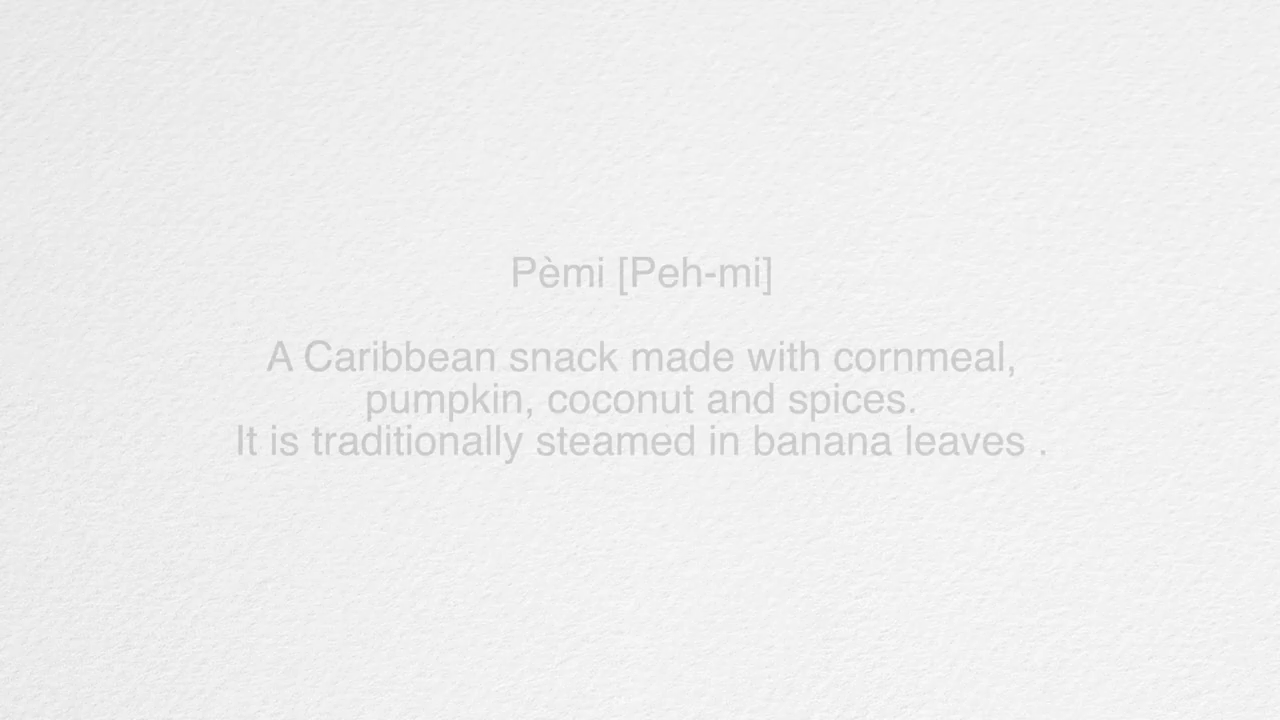 Pèmi [Peh-mi]
A Caribbean snack made with cornmeal,
pumpkin, coconut and spices.
It is traditionally steamed in banana leaves .